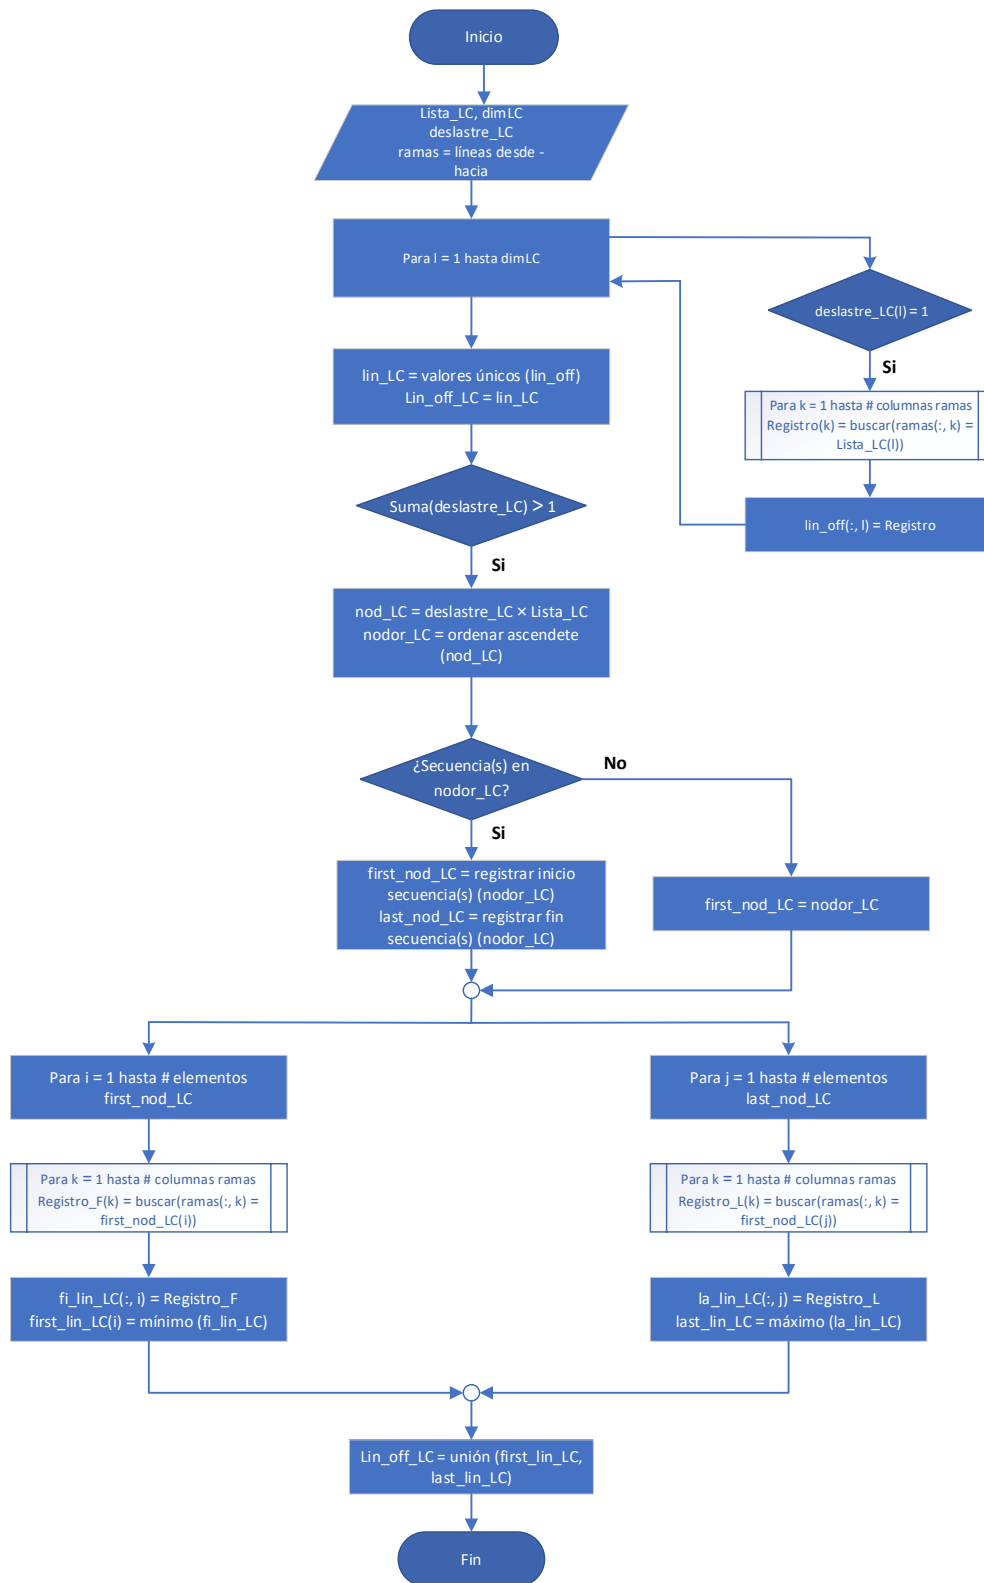 Inicio
Lista_LC, dimLC
deslastre_LC
ramas = líneas desde -
hacia
Para l = 1 hasta dimLC
deslastre_LC(l) = 1
Si
Para k = 1 hasta # columnas ramas
Registro(k) = buscar(ramas(:, k) =
Lista_LC(l))
lin_off(:, l) = Registro
lin_LC = valores únicos (lin_off)
Lin_off_LC = lin_LC
Suma(deslastre_LC) > 1
Si
nod_LC = deslastre_LC × Lista_LC
nodor_LC = ordenar ascendete
(nod_LC)
¿Secuencia(s) en
nodor_LC?
No
Si
first_nod_LC = registrar inicio
secuencia(s) (nodor_LC)
last_nod_LC = registrar fin
secuencia(s) (nodor_LC)
first_nod_LC = nodor_LC
Para i = 1 hasta # elementos
first_nod_LC
Para j = 1 hasta # elementos
last_nod_LC
Para k = 1 hasta # columnas ramas
Registro_F(k) = buscar(ramas(:, k) =
first_nod_LC(i))
Para k = 1 hasta # columnas ramas
Registro_L(k) = buscar(ramas(:, k) =
first_nod_LC(j))
fi_lin_LC(:, i) = Registro_F
first_lin_LC(i) = mínimo (fi_lin_LC)
la_lin_LC(:, j) = Registro_L
last_lin_LC = máximo (la_lin_LC)
Lin_off_LC = unión (first_lin_LC,
last_lin_LC)
Fin